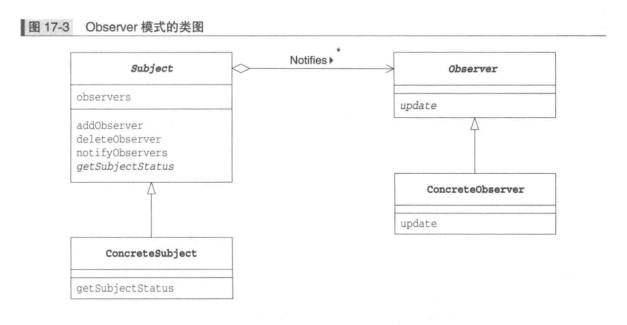 图 17-3 Observer 模式的类图
Subject
observers
addObserver
deleteObserver
notifyObservers
getSubjectStatus
Notifies▶
*
Observer
update
ConcreteObserver
update
ConcreteSubject
getSubjectStatus